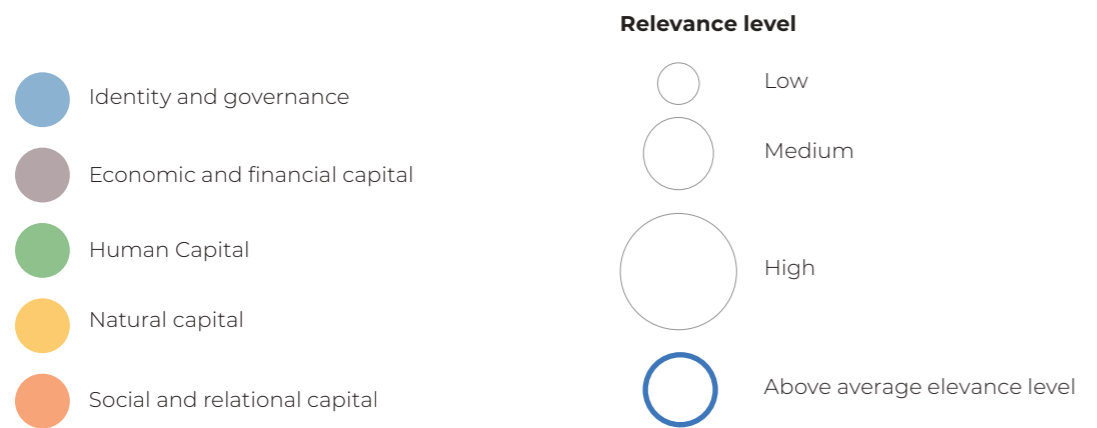 Identity and governance
Economic and financial capital
Human Capital
Natural capital
Social and relational capital
Relevance level
Low
Medium
High
Above average elevance level